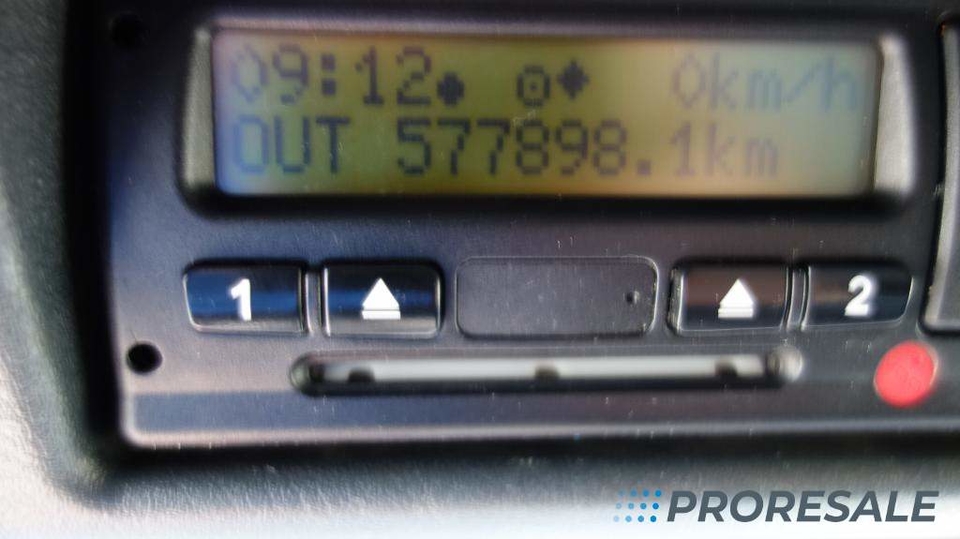 09:12 0km/h
OUT 577898.1km
1 2
PRORESALE